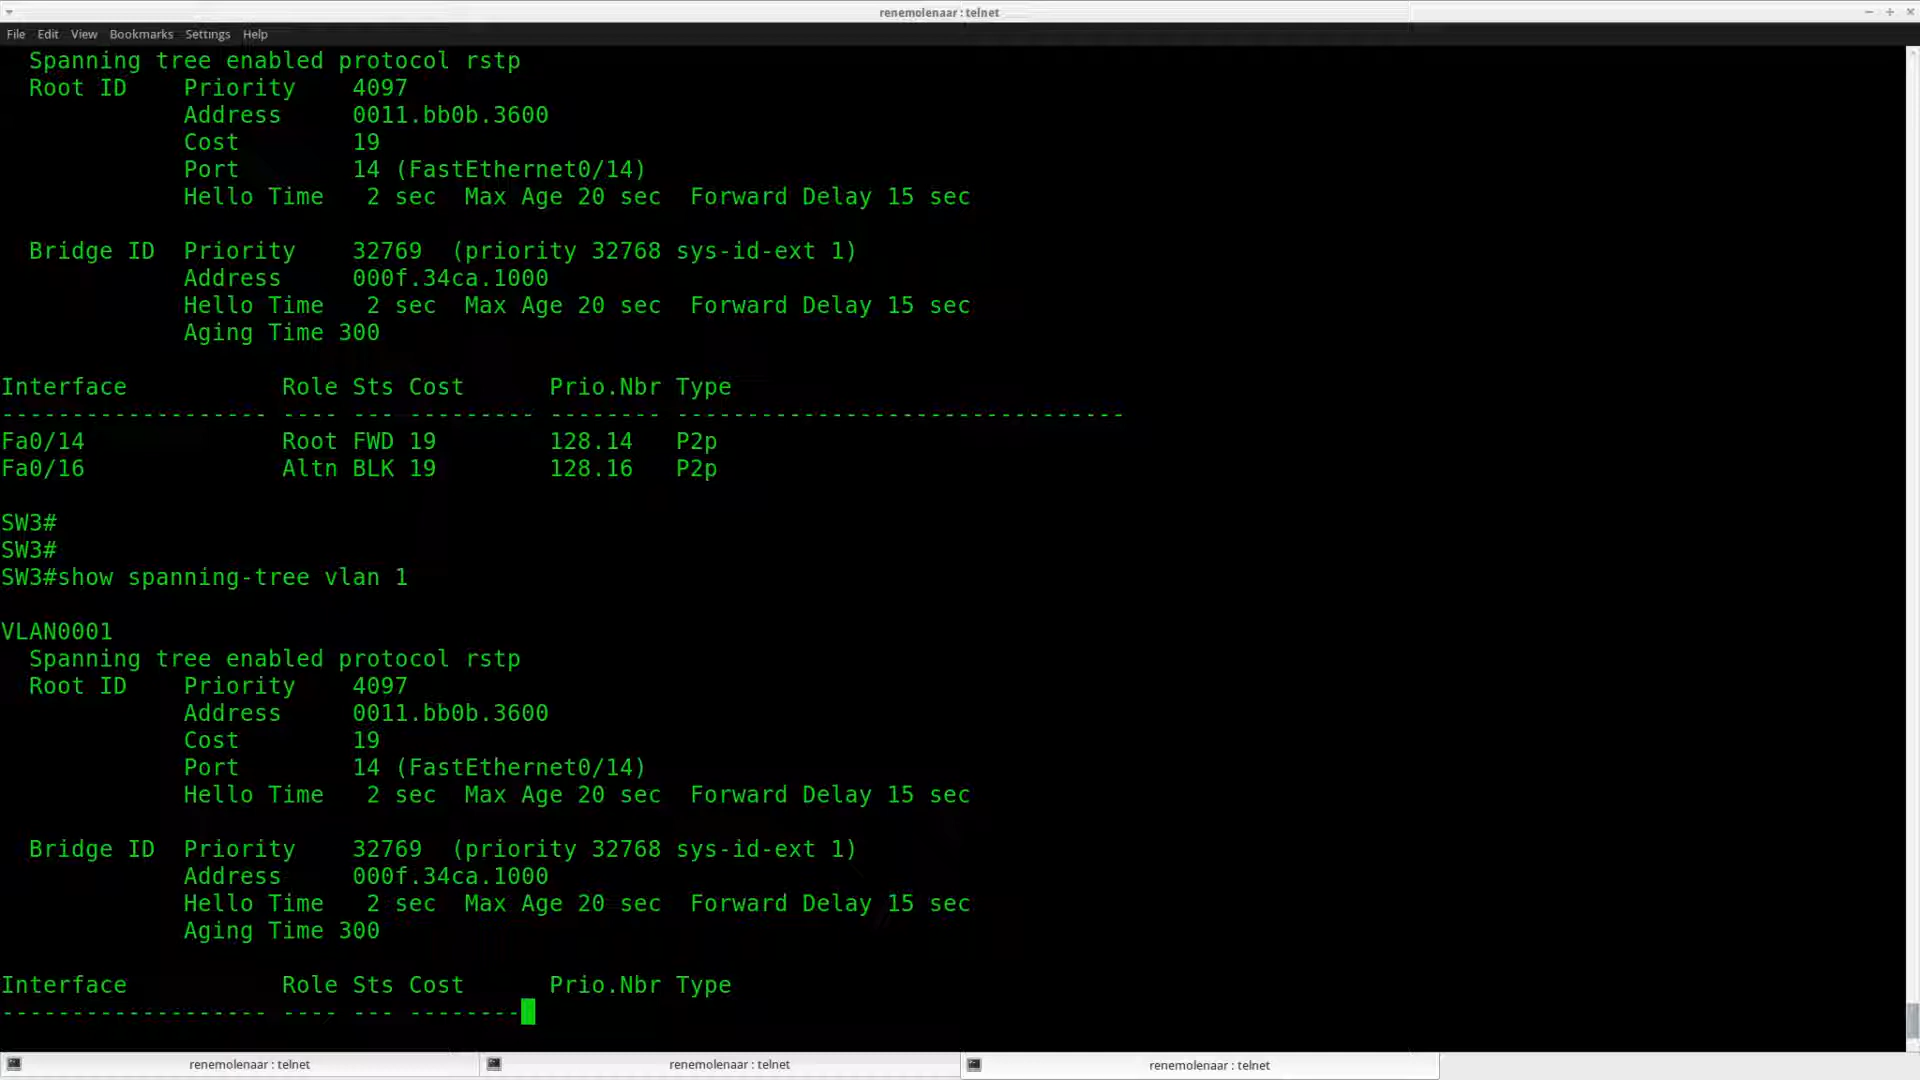 renemolenaar : telnet
File Edit View Bookmarks Settings Help
  Spanning tree enabled protocol rstp
  Root ID    Priority    4097
             Address     0011.bb0b.3600
             Cost        19
             Port        14 (FastEthernet0/14)
             Hello Time   2 sec  Max Age 20 sec  Forward Delay 15 sec
  Bridge ID  Priority    32769  (priority 32768 sys-id-ext 1)
             Address     000f.34ca.1000
             Hello Time   2 sec  Max Age 20 sec  Forward Delay 15 sec
             Aging Time 300
Interface           Role Sts Cost      Prio.Nbr Type
------------------- ---- --- --------- -------- --------------------------------
Fa0/14              Root FWD 19        128.14   P2p
Fa0/16              Altn BLK 19        128.16   P2p
SW3#
SW3#
SW3#show spanning-tree vlan 1
VLAN0001
  Spanning tree enabled protocol rstp
  Root ID    Priority    4097
             Address     0011.bb0b.3600
             Cost        19
             Port        14 (FastEthernet0/14)
             Hello Time   2 sec  Max Age 20 sec  Forward Delay 15 sec
  Bridge ID  Priority    32769  (priority 32768 sys-id-ext 1)
             Address     000f.34ca.1000
             Hello Time   2 sec  Max Age 20 sec  Forward Delay 15 sec
             Aging Time 300
Interface           Role Sts Cost      Prio.Nbr Type
------------------- ---- --- --------
renemolenaar : telnet renemolenaar : telnet renemolenaar : telnet